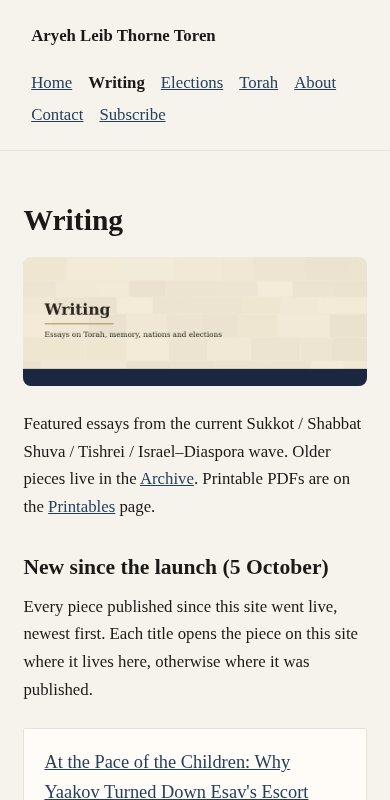 Aryeh Leib Thorne Toren
Home Writing Elections Torah About
Contact Subscribe
Writing
Writing
Essays on Torah, memory, nations and elections
Featured essays from the current Sukkot / Shabbat
Shuva / Tishrei / Israel–Diaspora wave. Older
pieces live in the Archive. Printable PDFs are on
the Printables page.
New since the launch (5 October)
Every piece published since this site went live,
newest first. Each title opens the piece on this site
where it lives here, otherwise where it was
published.
At the Pace of the Children: Why
Yaakov Turned Down Esav's Escort